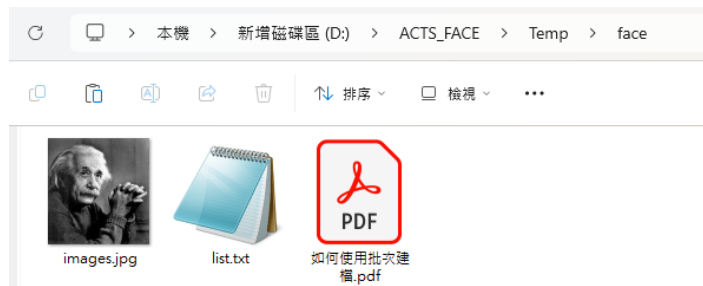 本機 > 新增磁碟區 (D:) > ACTS_FACE > Temp > face
排序 檢視
images.jpg
list.txt
PDF
如何使用批次建
檔.pdf